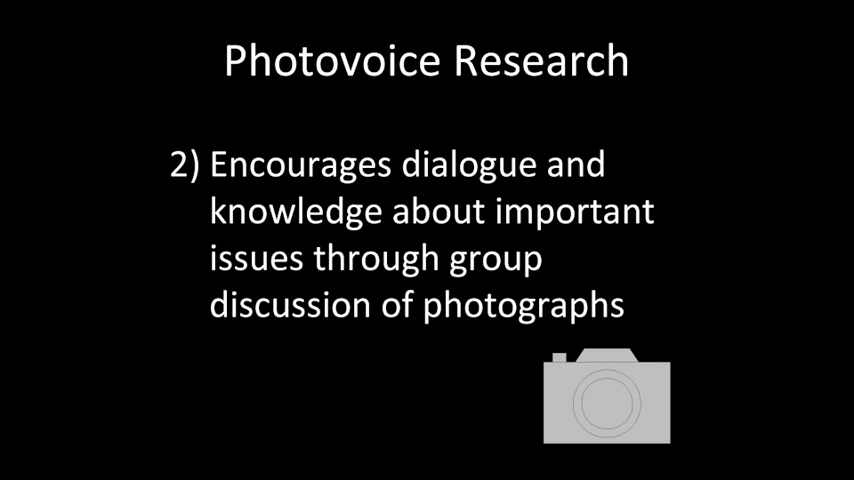 Photovoice Research
2) Encourages dialogue and
knowledge about important
issues through group
discussion of photographs